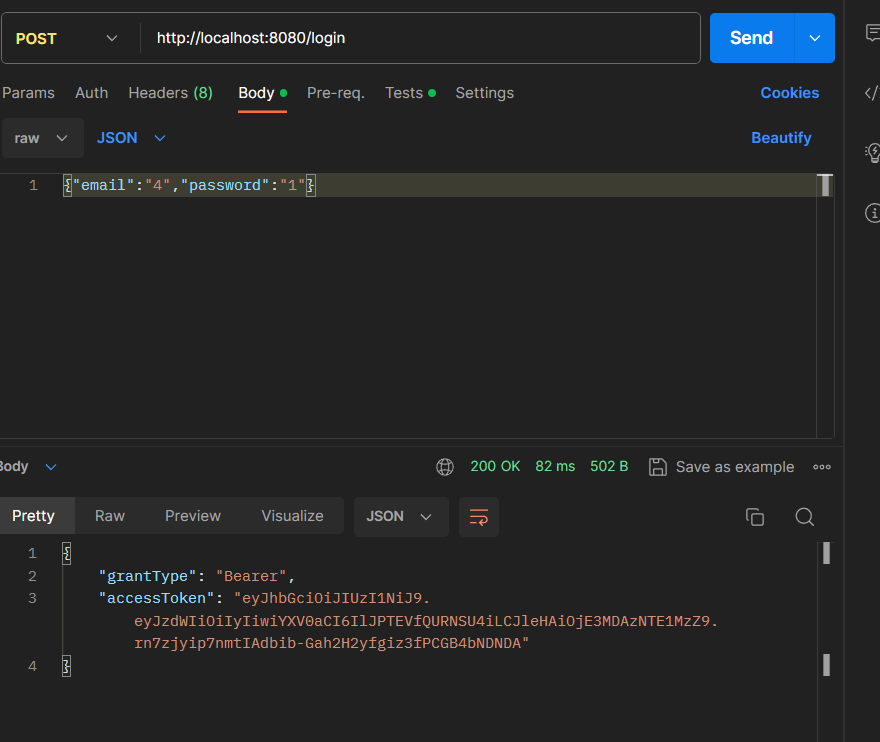 POST http://localhost:8080/login Send
Params Auth Headers (8) Body Pre-req. Tests Settings Cookies
raw JSON Beautify
1 {"email":"4","password":"1"}
Body 200 OK 82 ms 502 B Save as example
Pretty Raw Preview Visualize JSON
1 {
2 "grantType": "Bearer",
3 "accessToken": "eyJhbGciOiJIUzI1NiJ9.
eyJzdWIiOiIyIiwiYXV0aCI6IlJPTEVfQURNSU4iLCJleHAiOjE3MDAzNTE1MzZ9.
rn7zjyip7nmtIAdbib-Gah2H2yfgiz3fPCGB4bNDNDA"
4 }